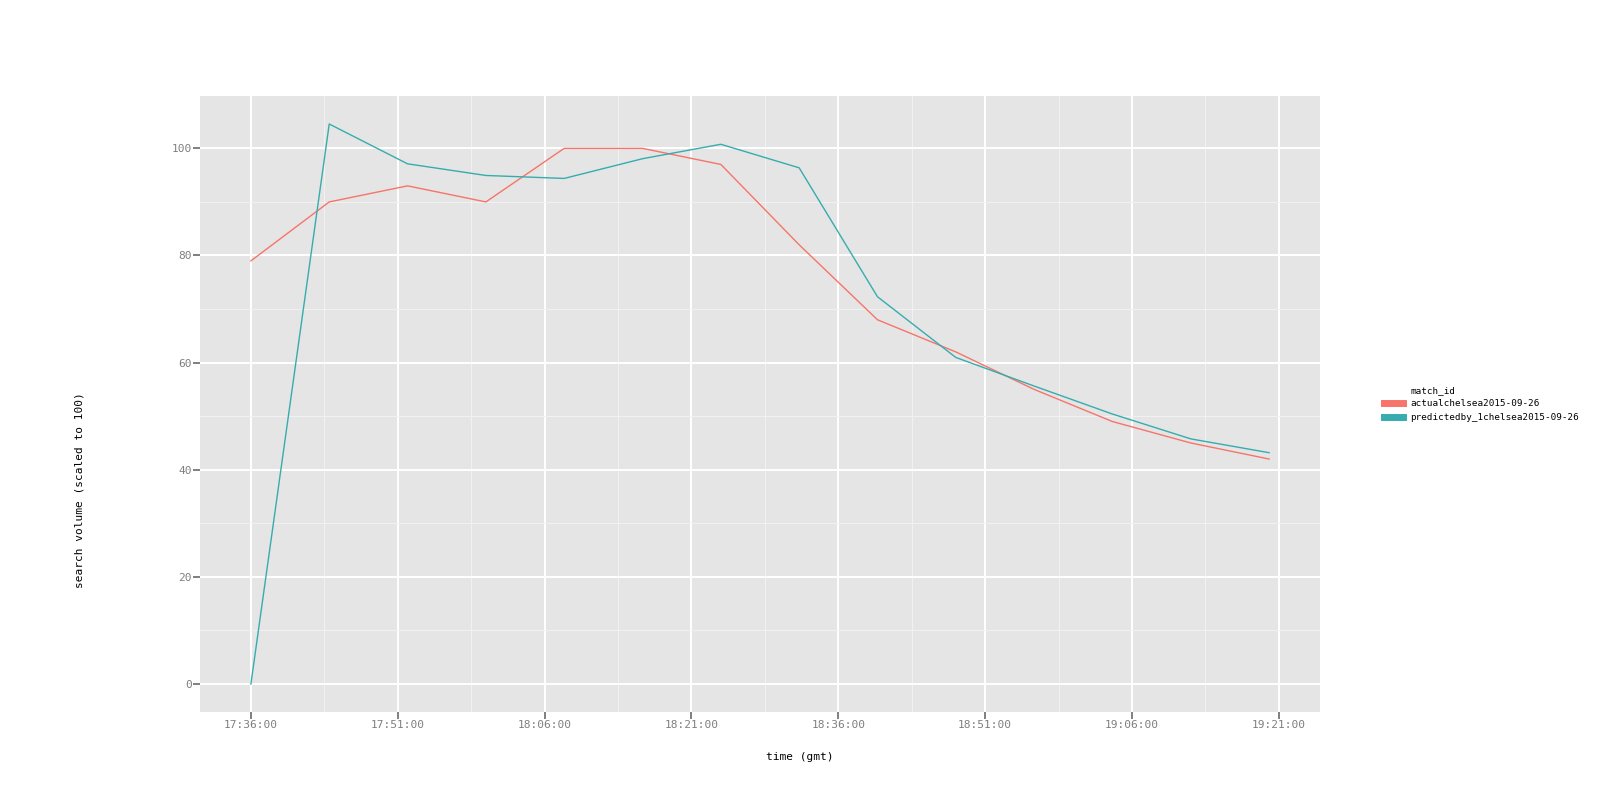 100
80
60
40
20
0
search volume (scaled to 100)
17:36:00 17:51:00 18:06:00 18:21:00 18:36:00 18:51:00 19:06:00 19:21:00
time (gmt)
match_id
actualchelsea2015-09-26
predictedby_1chelsea2015-09-26